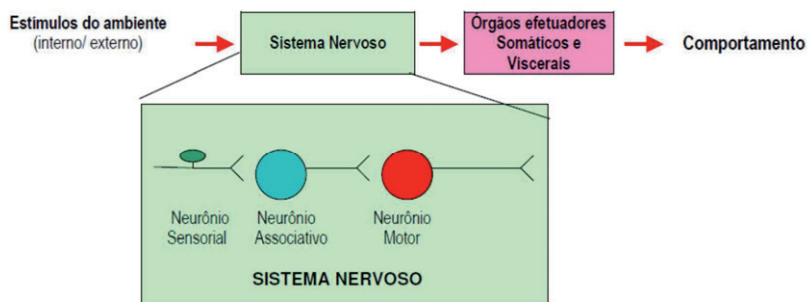 Estímulos do ambiente
(interno/ externo)
Sistema Nervoso
Órgãos efetuadores
Somáticos e
Viscerais
Comportamento
Neurônio
Sensorial
Neurônio
Associativo
Neurônio
Motor
SISTEMA NERVOSO